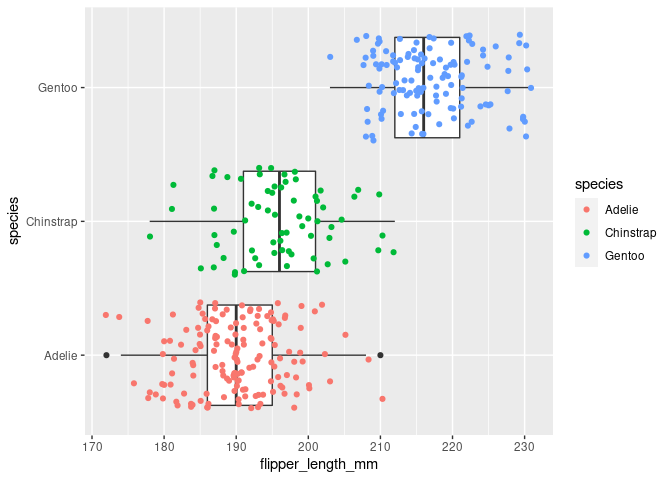 Gentoo
Chinstrap
Adelie
species
170 180 190 200 210 220 230
flipper_length_mm
species
Adelie
Chinstrap
Gentoo